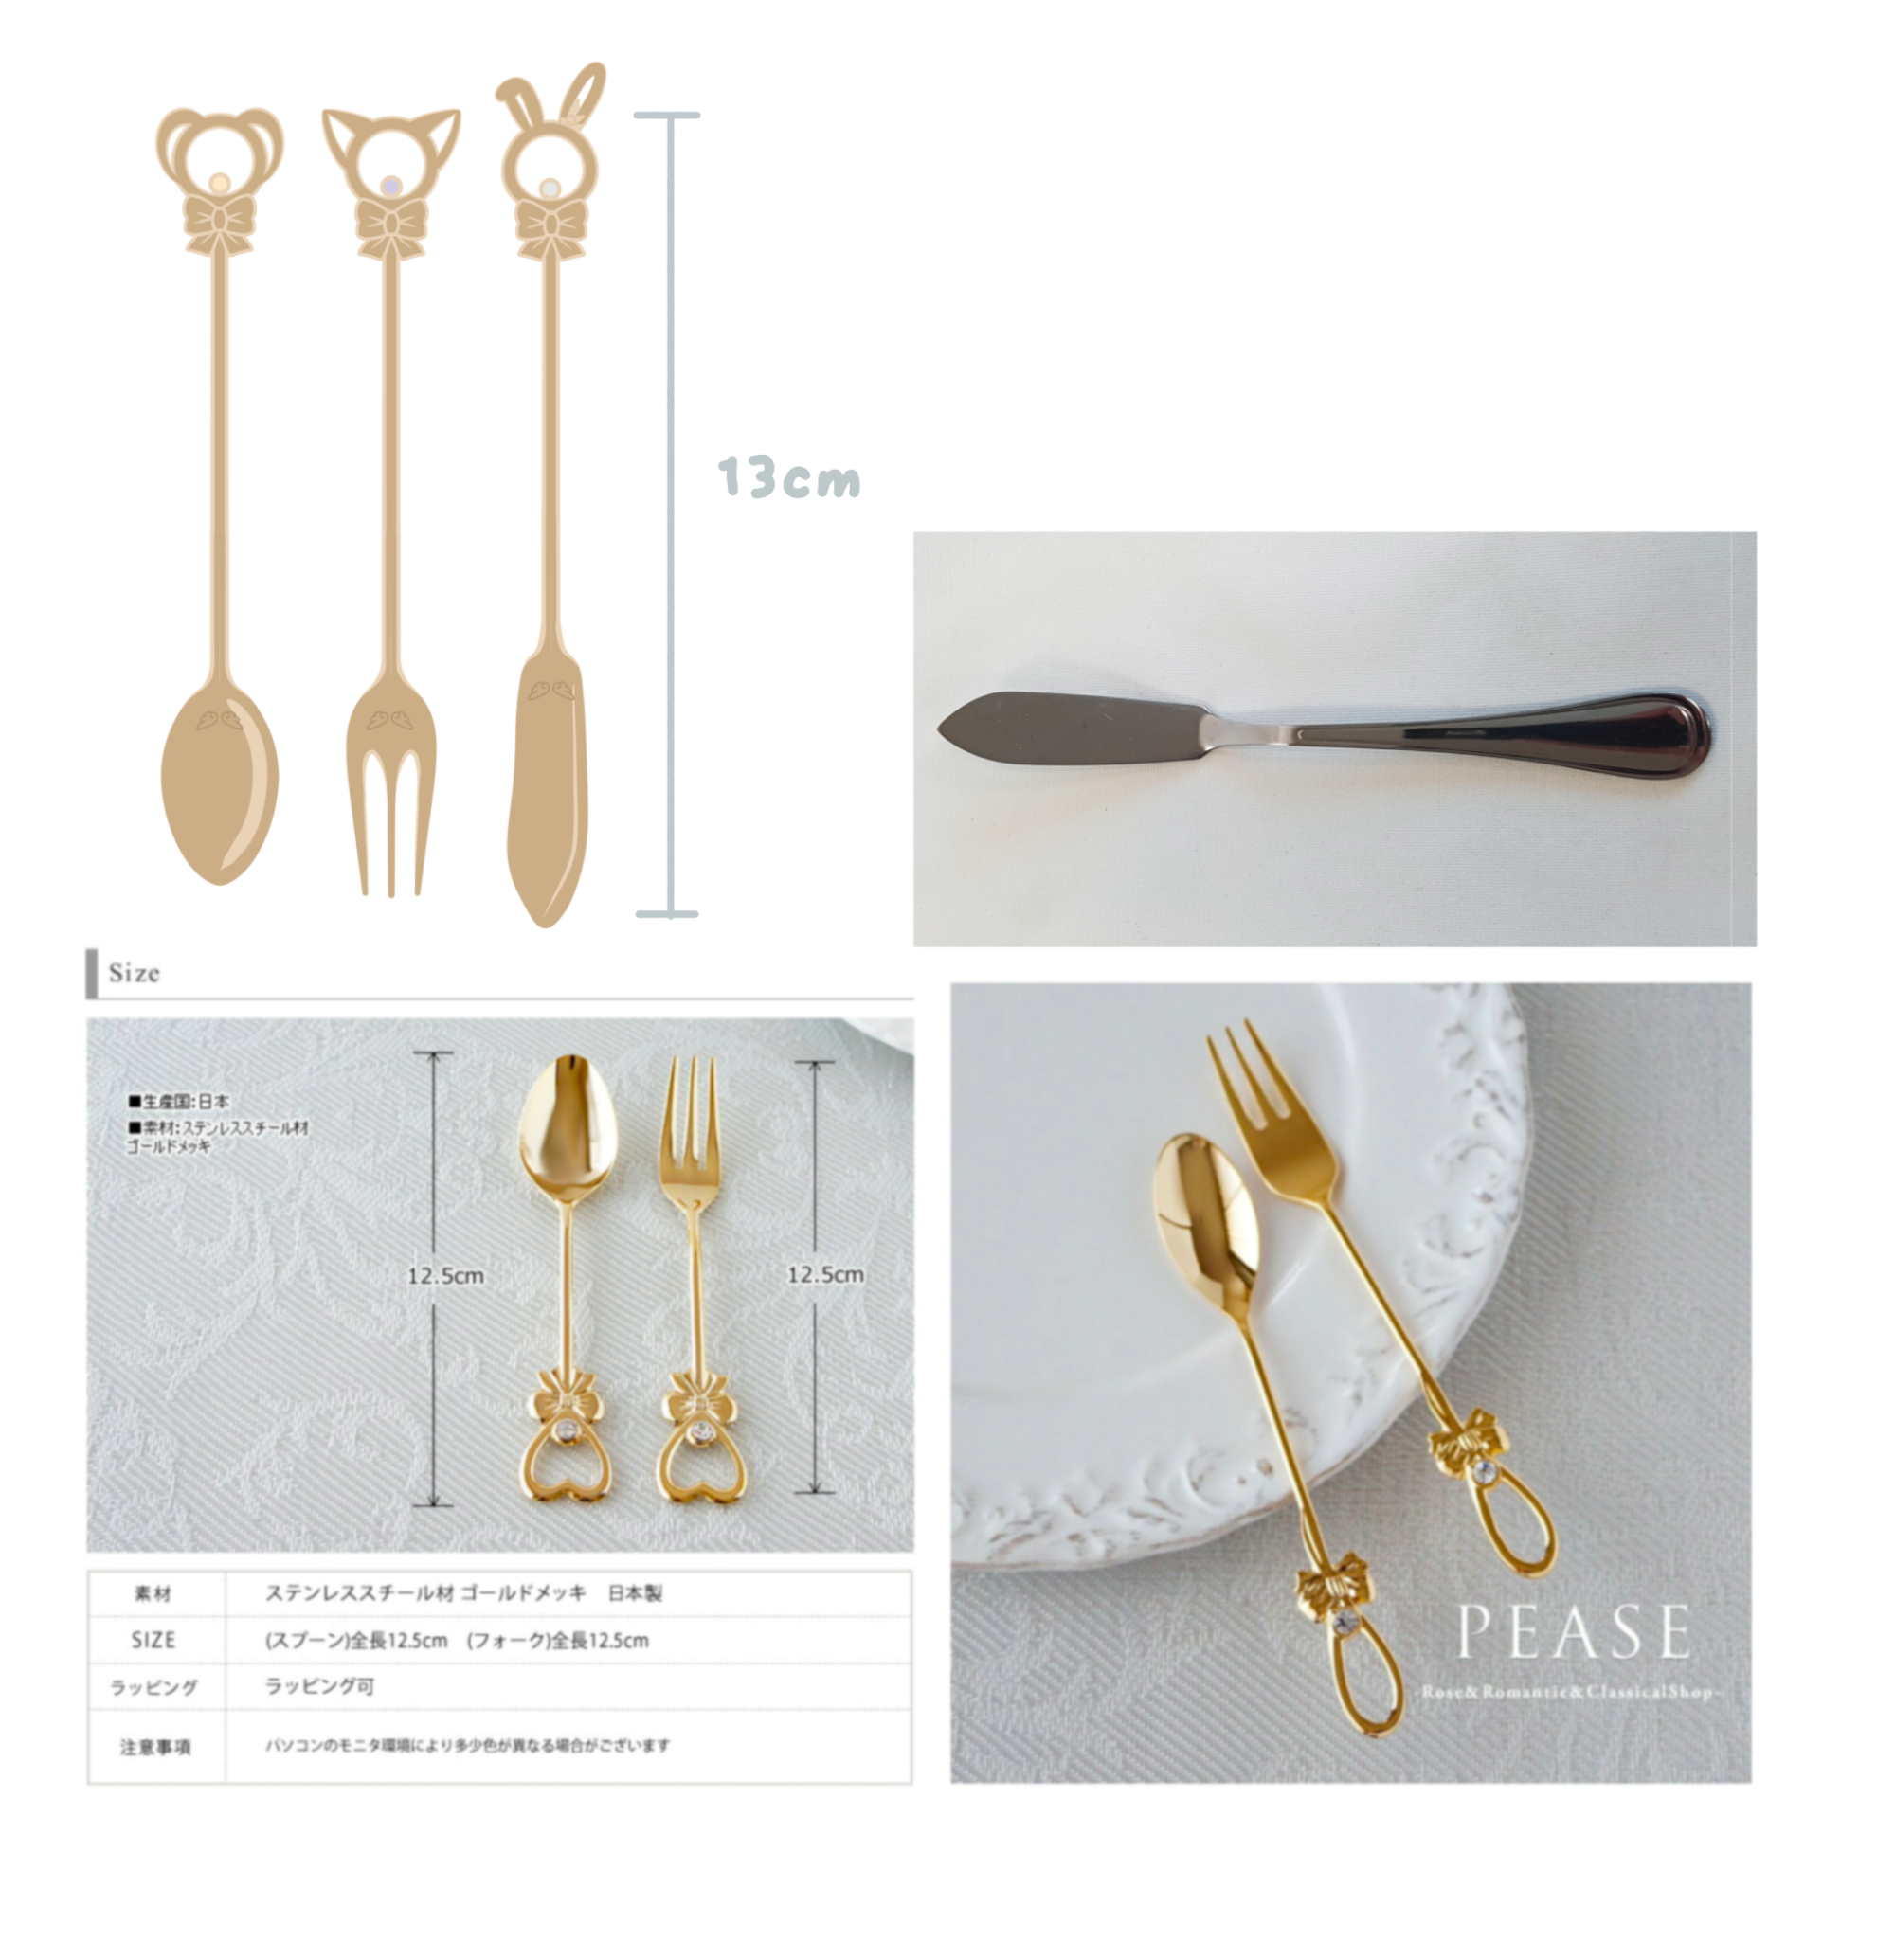 13cm
Size
■生産国:日本
■素材:ステンレススチール材
ゴールドメッキ
12.5cm
12.5cm
素材 ステンレススチール材 ゴールドメッキ 日本製
SIZE (スプーン)全長12.5cm (フォーク)全長12.5cm
ラッピング ラッピング可
注意事項 パソコンのモニタ環境により多少色が異なる場合がございます
PEASE
-Rose&Romantic&ClassicalShop-